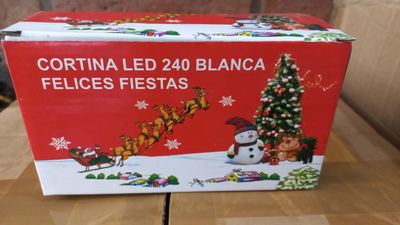 CORTINA LED 240 BLANCA
FELICES FIESTAS